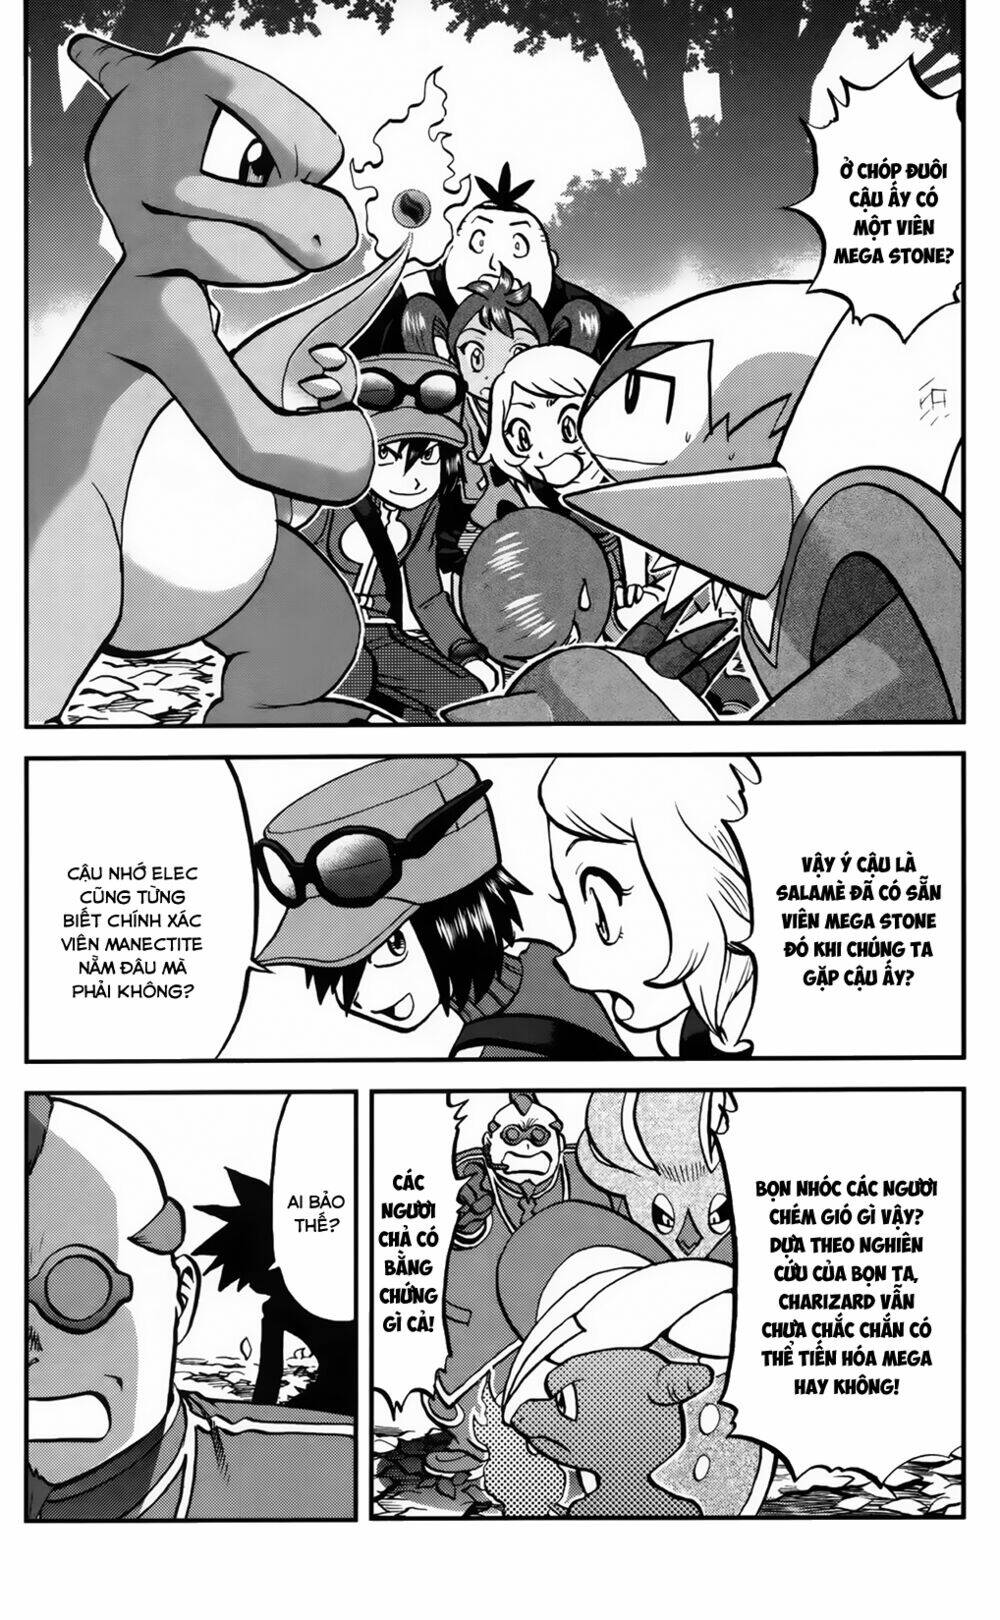 Ở CHÓP ĐUÔI
CẬU ẤY CÓ
MỘT VIÊN
MEGA STONE?
VẬY Ý CẬU LÀ
SALAMÈ ĐÃ CÓ SẴN
VIÊN MEGA STONE
ĐÓ KHI CHÚNG TA
GẶP CẬU ẤY?
CẬU NHỚ ELEC
CŨNG TỪNG
BIẾT CHÍNH XÁC
VIÊN MANECTITE
NẰM ĐÂU MÀ
PHẢI KHÔNG?
BỌN NHÓC CÁC NGƯƠI
CHÉM GIÓ GÌ VẬY?
DỰA THEO NGHIÊN
CỨU CỦA BỌN TA,
CHARIZARD VẪN
CHƯA CHẮC CHẮN CÓ
THỂ TIẾN HÓA MEGA
HAY KHÔNG!
CÁC
NGƯƠI
CHẢ CÓ
BẰNG
CHỨNG
GÌ CẢ!
AI BẢO
THẾ?